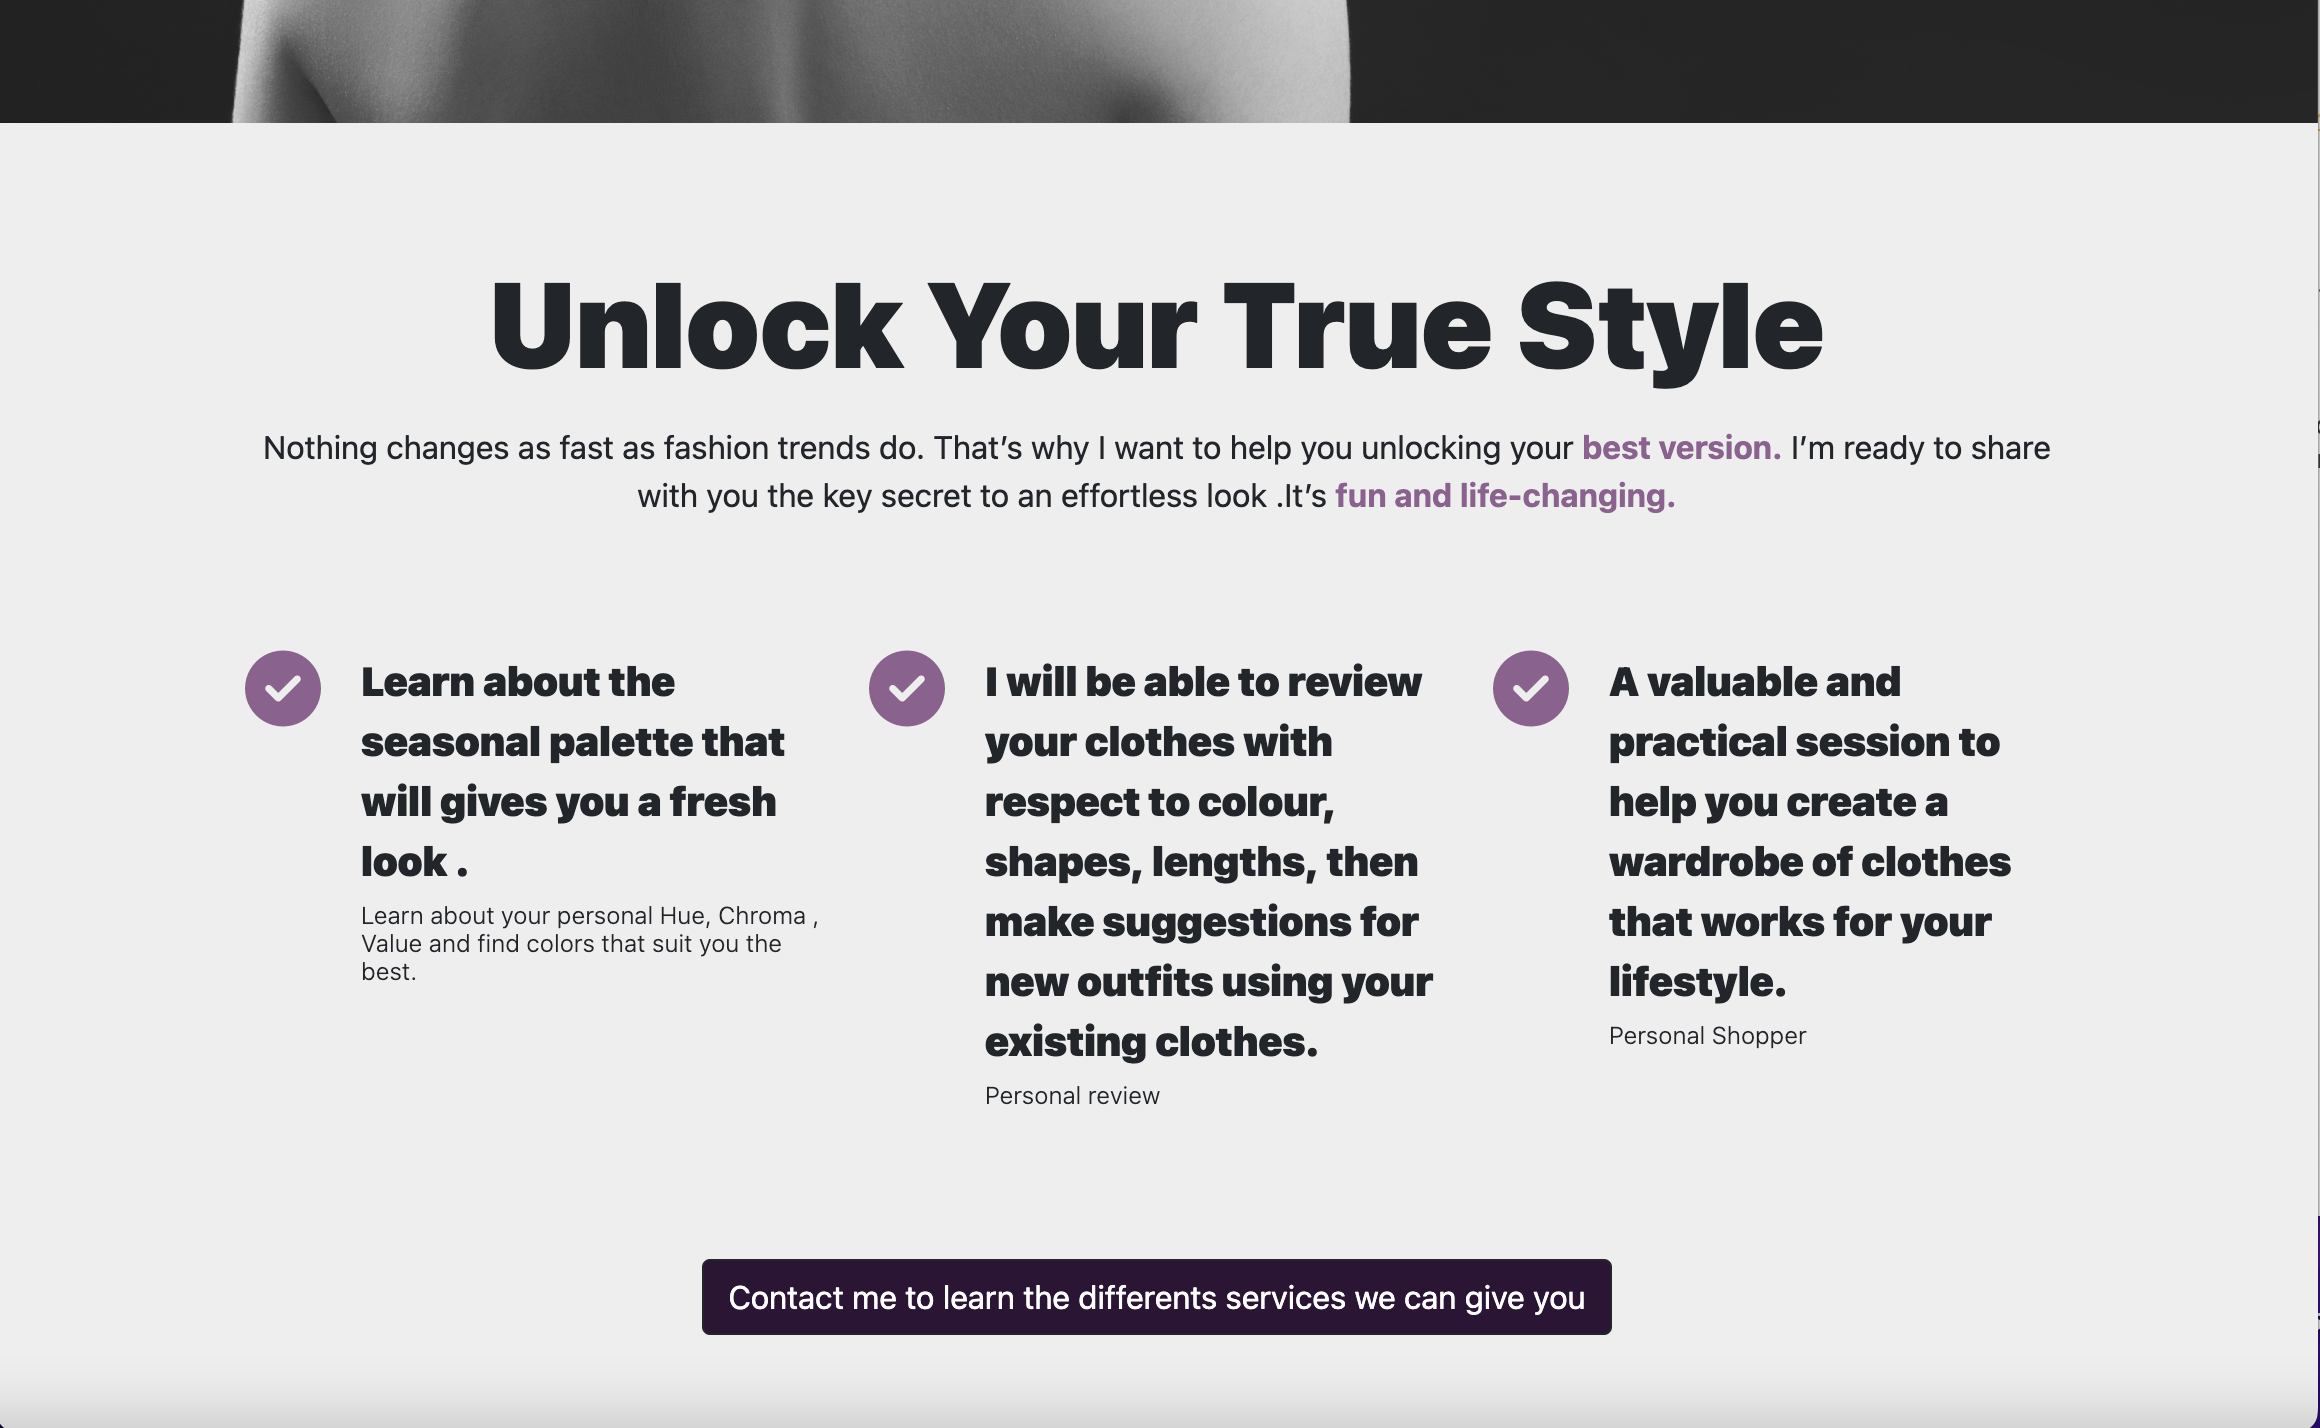 Unlock Your True Style
Nothing changes as fast as fashion trends do. That’s why I want to help you unlocking your best version. I’m ready to share
with you the key secret to an effortless look .It’s fun and life-changing.
Learn about the
seasonal palette that
will gives you a fresh
look .
Learn about your personal Hue, Chroma ,
Value and find colors that suit you the
best.
I will be able to review
your clothes with
respect to colour,
shapes, lengths, then
make suggestions for
new outfits using your
existing clothes.
Personal review
A valuable and
practical session to
help you create a
wardrobe of clothes
that works for your
lifestyle.
Personal Shopper
Contact me to learn the differents services we can give you